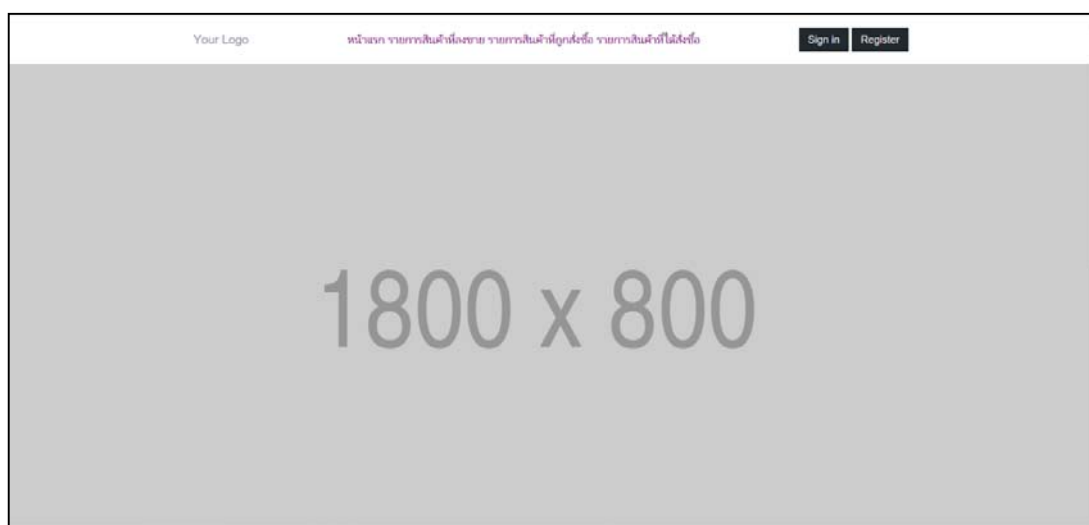 Your Logo
หน้าแรก รายการสินค้าที่ลงขาย รายการสินค้าที่ถูกสั่งซื้อ รายการสินค้าที่ได้สั่งซื้อ
Sign in
Register
1800 x 800